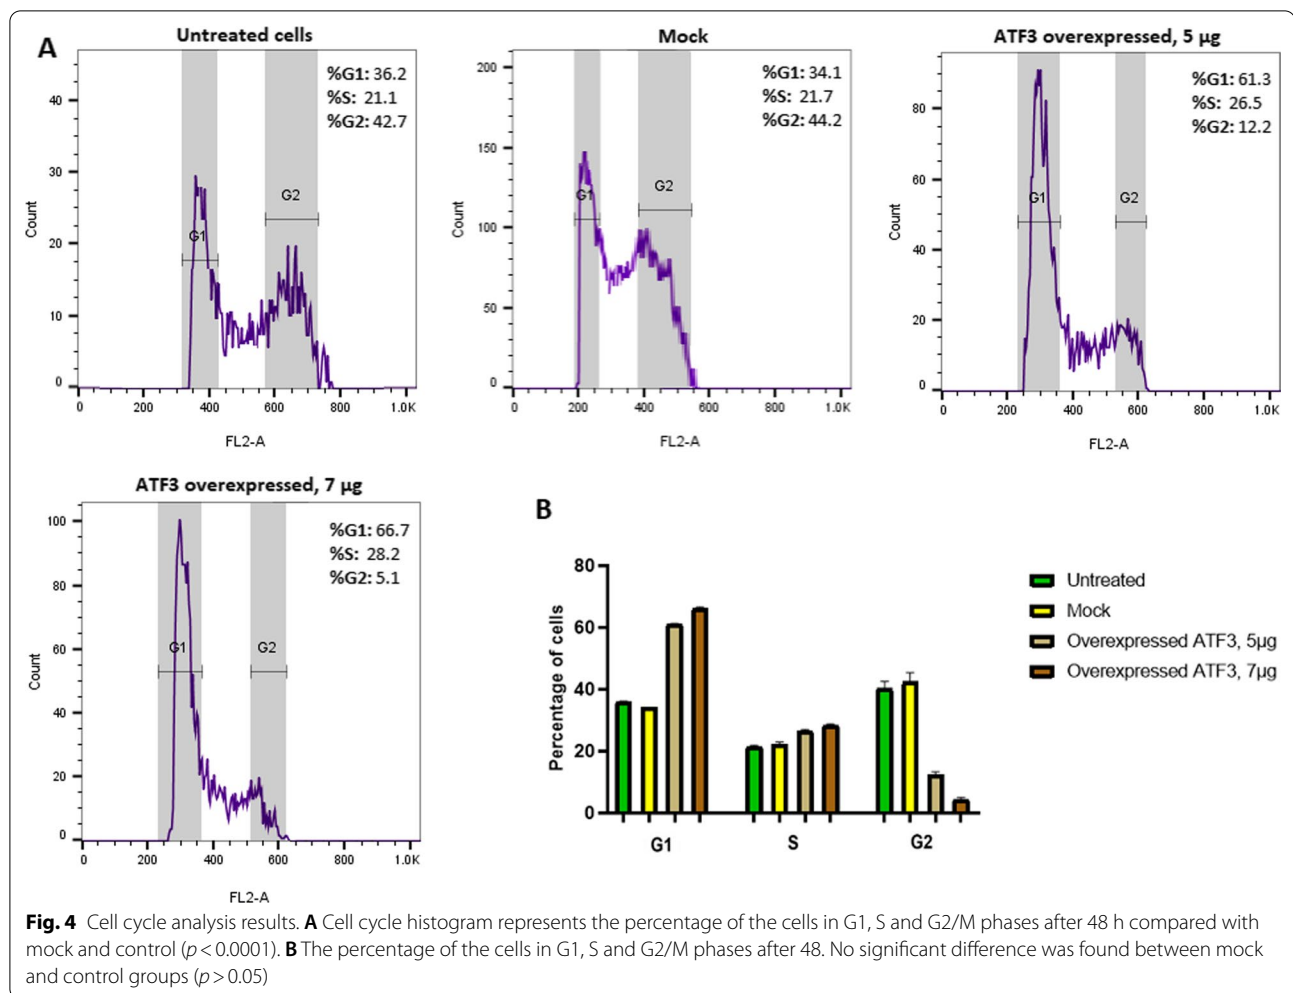 A
Untreated cells
%G1: 36.2
%S: 21.1
%G2: 42.7
G1
G2
Count
0
10
20
30
40
0
200
400
600
800
1.0K
FL2-A
Mock
%G1: 34.1
%S: 21.7
%G2: 44.2
G1
G2
Count
0
50
100
150
200
0
200
400
600
800
1.0K
FL2-A
ATF3 overexpressed, 5 µg
%G1: 61.3
%S: 26.5
%G2: 12.2
G1
G2
Count
0
20
40
60
80
0
200
400
600
800
1.0K
FL2-A
ATF3 overexpressed, 7 µg
%G1: 66.7
%S: 28.2
%G2: 5.1
G1
G2
Count
0
20
40
60
80
100
0
200
400
600
800
1.0K
FL2-A
B
Percentage of cells
80
60
40
20
0
G1
S
G2
Untreated
Mock
Overexpressed ATF3, 5µg
Overexpressed ATF3, 7µg
Fig. 4 Cell cycle analysis results. A Cell cycle histogram represents the percentage of the cells in G1, S and G2/M phases after 48 h compared with
mock and control (p < 0.0001). B The percentage of the cells in G1, S and G2/M phases after 48. No significant difference was found between mock
and control groups (p > 0.05)